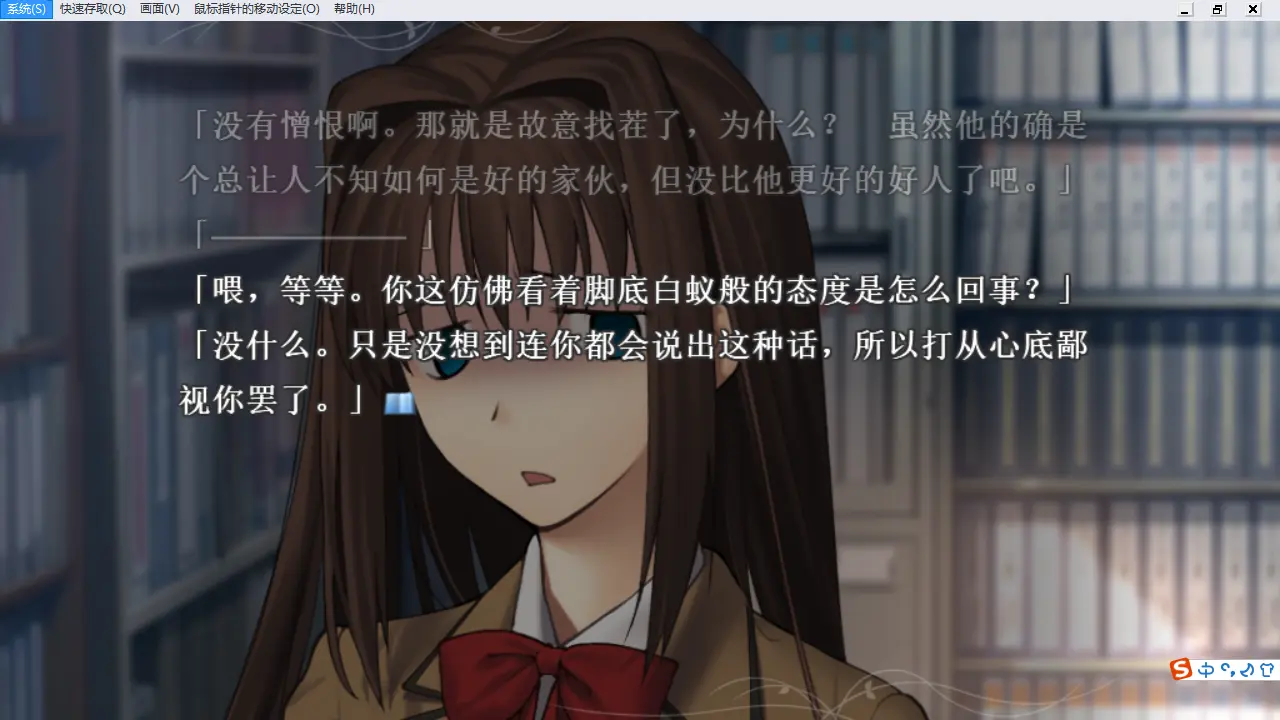 系统(S) 快速存取(Q) 画面(V) 鼠标指针的移动设定(O) 帮助(H)
「没有憎恨啊。那就是故意找茬了，为什么？　虽然他的确是
个总让人不知如何是好的家伙，但没比他更好的好人了吧。」
「――――――」
「喂，等等。你这仿佛看着脚底白蚁般的态度是怎么回事？」
「没什么。只是没想到连你都会说出这种话，所以打从心底鄙
视你罢了。」
S 中